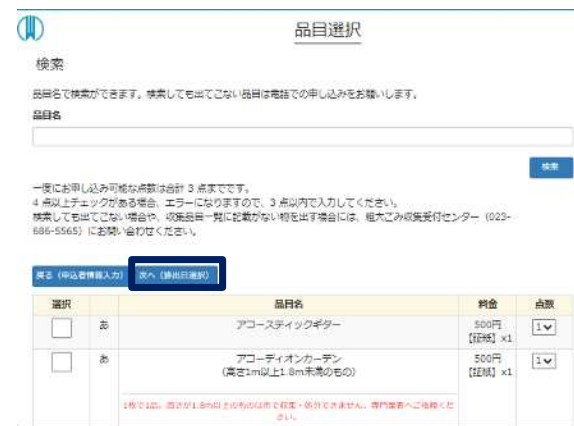 品目選択
検索
品目名で検索ができます。検索しても出てこない品目は電話での申し込みをお願いします。
品目名
検索
一度にお申し込み可能な点数は合計 3 点までです。
4 点以上チェックがある場合、エラーになりますので、3 点以内で入力してください。
検索しても出てこない場合や、収集品目一覧に記載がない物を出す場合には、粗大ごみ収集受付センター（023-
686-5565）にお問い合わせください。
戻る（申込者情報入力） 次へ（排出日選択）
選択 品目名 料金 点数
あ アコースティックギター 500円 【証紙】x1 1
あ アコーディオンカーテン 500円 【証紙】x1 1
（高さ1m以上1.8m未満のもの）
1枚で1品。高さが1.8m以上のものは市で収集・処分できません。専門業者へご相談くだ
さい。